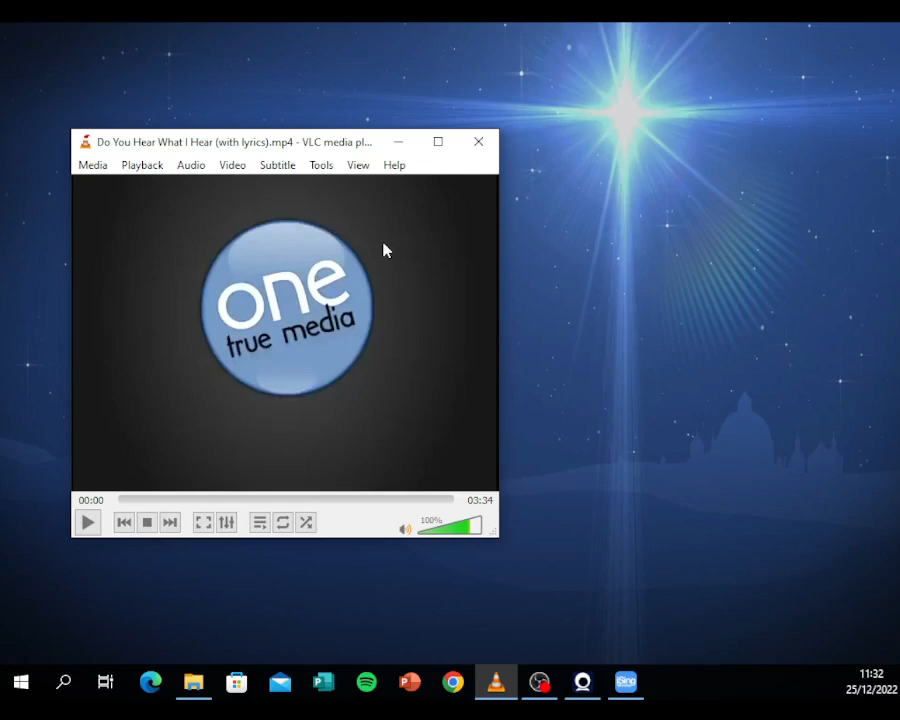 Do You Hear What I Hear (with lyrics).mp4 - VLC media pl...
Media Playback Audio Video Subtitle Tools View Help
one
true media
00:00 03:34
100%
iSing
11:32
25/12/2022